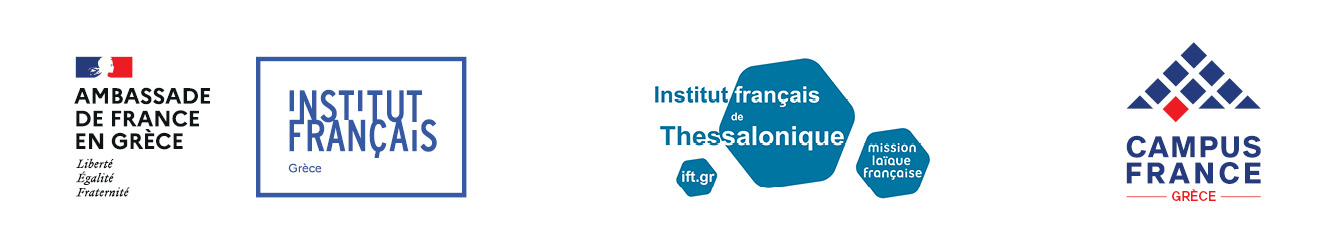 AMBASSADE
DE FRANCE
EN GRÈCE
Liberté
Égalité
Fraternité
INSTITUT
FRANÇAIS
Grèce
Institut français
de
Thessalonique
ift.gr
mission
laïque
française
CAMPUS
FRANCE
GRÈCE